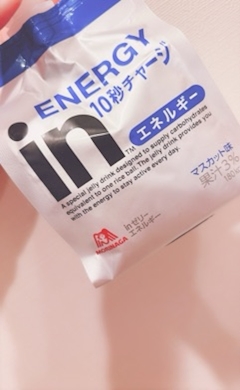 ENERGY
10秒チャージ
in
TM
エネルギー
A special jelly drink designed to supply carbohydrates
equivalent to one rice ball. The jelly drink provides you
with the energy to stay active every day.
マスカット味
果汁3%
MORINAGA
inゼリー
エネルギー